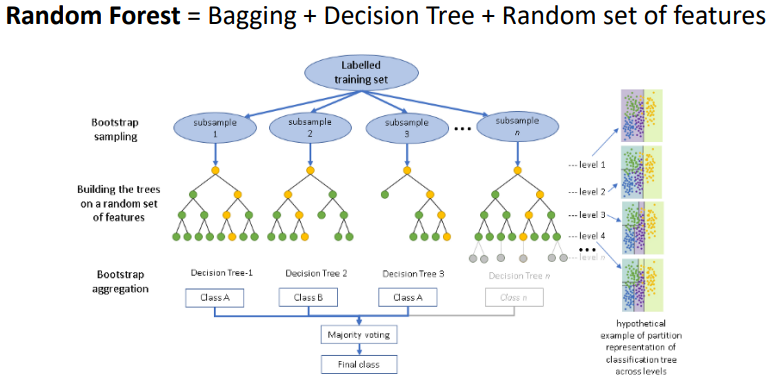 Random Forest = Bagging + Decision Tree + Random set of features
Labelled
training set
Bootstrap
sampling
subsample
1
subsample
2
subsample
3
...
subsample
n
Building the trees
on a random set
of features
--- level 1
--- level 2
--- level 3
...
--- level 4
--- level n
Bootstrap
aggregation
Decision Tree-1
Decision Tree 2
Decision Tree 3
Decision Tree n
Class A
Class B
Class A
Class n
Majority voting
Final class
hypothetical
example of partition
representation of
classification tree
across levels